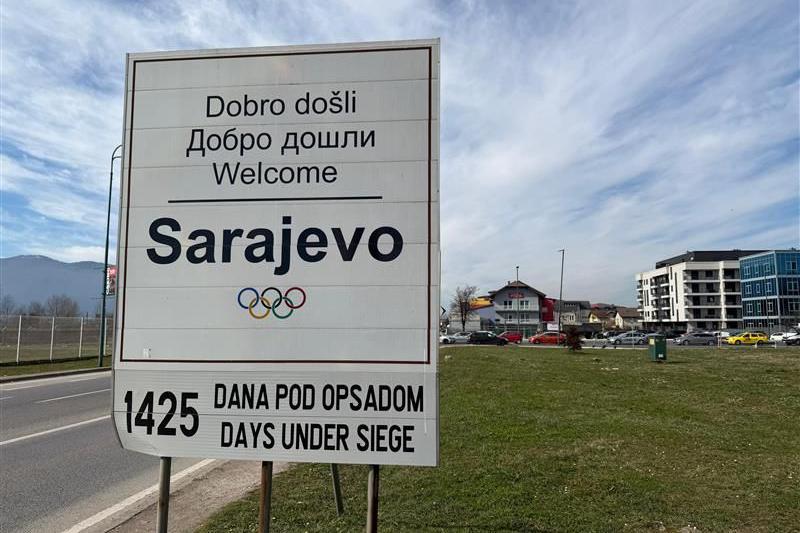 Dobro došli
Добро дошли
Welcome
Sarajevo
1425 DANA POD OPSADOM
DAYS UNDER SIEGE